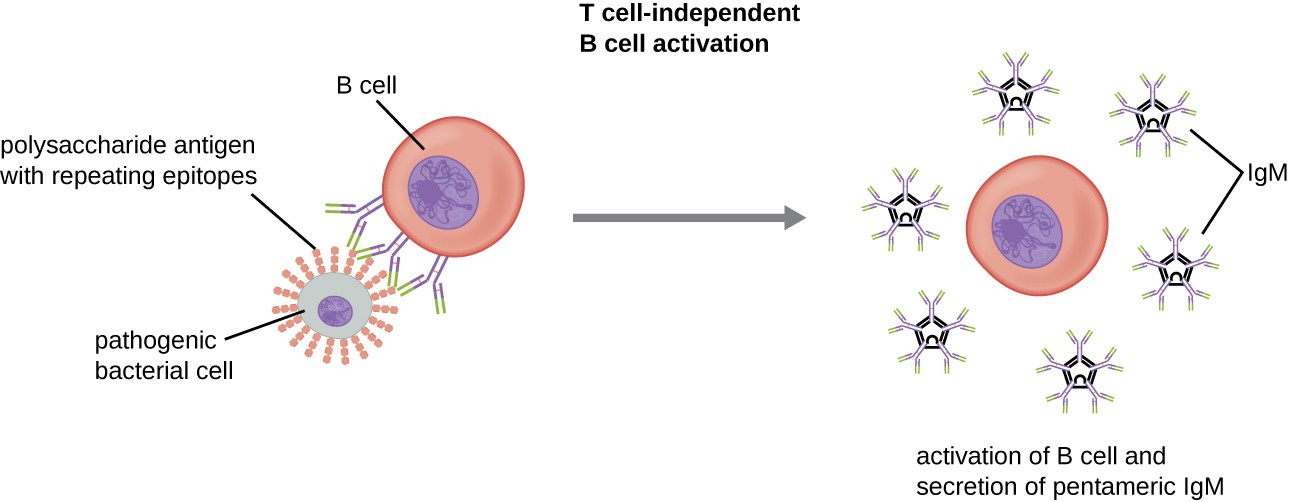 T cell-independent
B cell activation
B cell
polysaccharide antigen
with repeating epitopes
pathogenic
bacterial cell
IgM
activation of B cell and
secretion of pentameric IgM